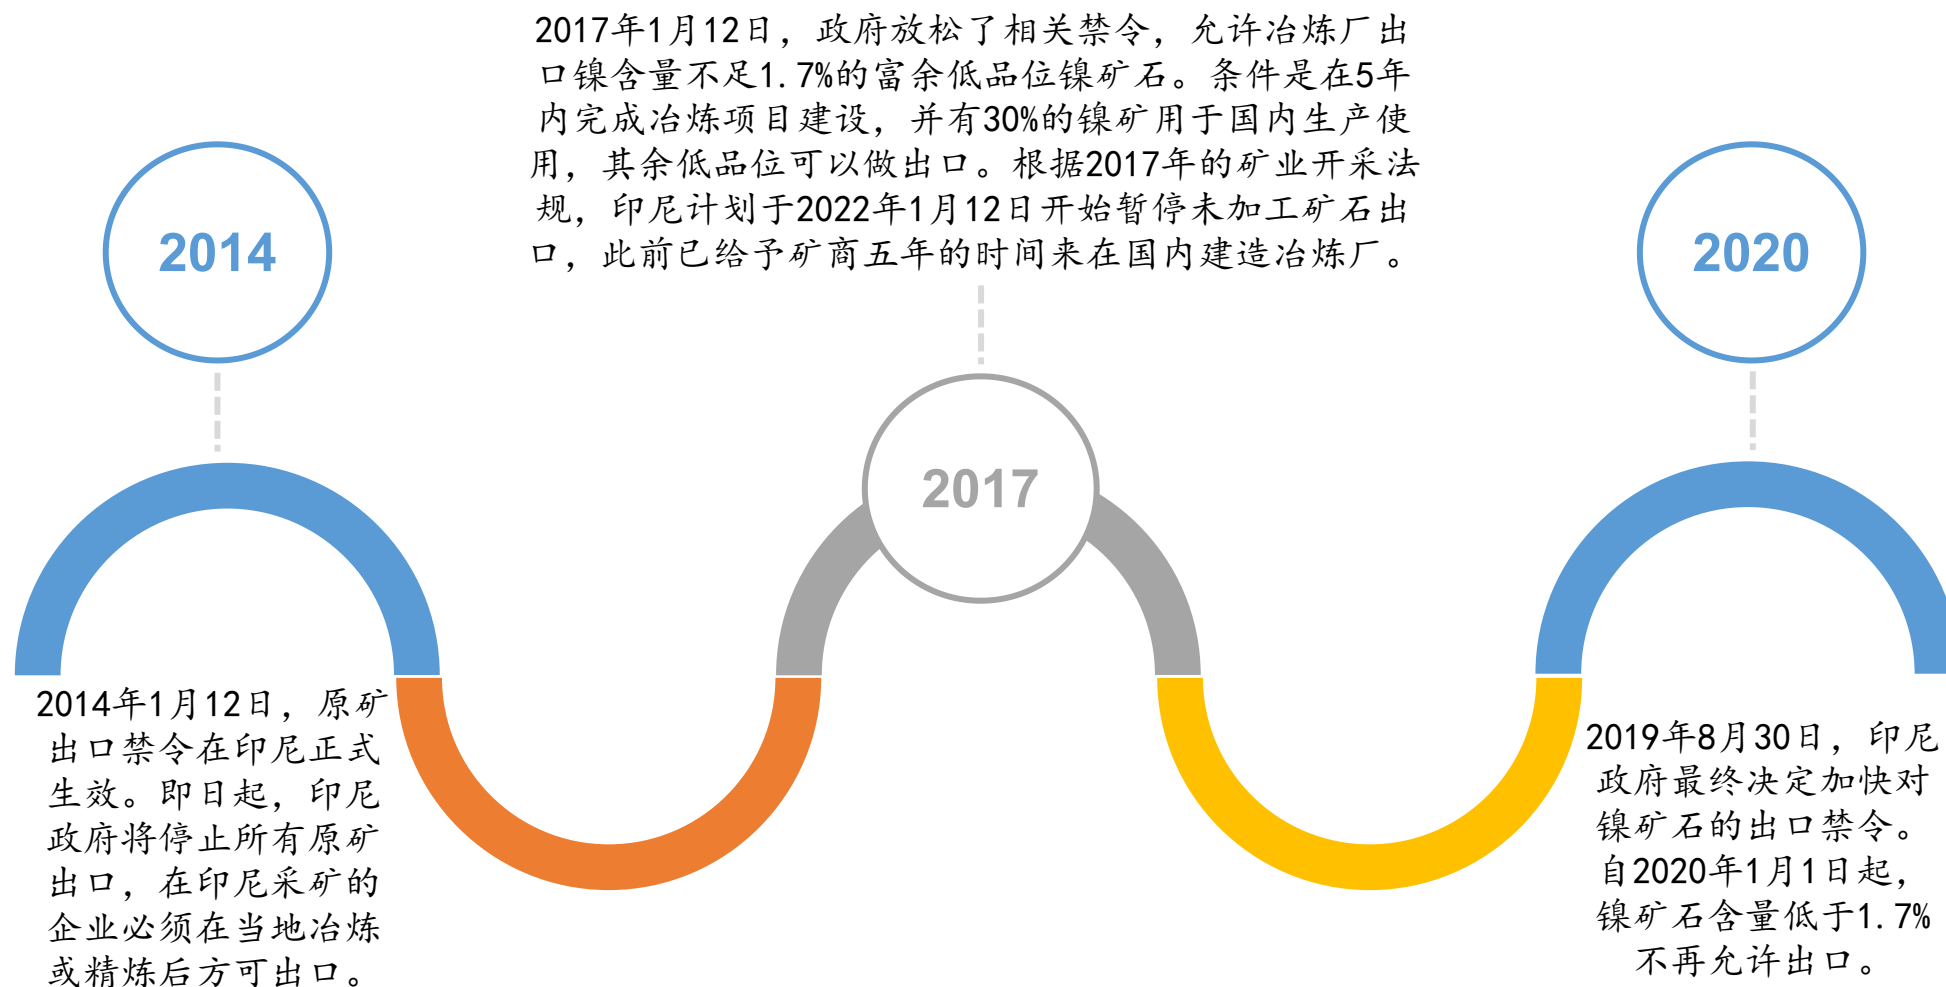 2017年1月12日，政府放松了相关禁令，允许冶炼厂出
口镍含量不足1.7%的富余低品位镍矿石。条件是在5年
内完成冶炼项目建设，并有30%的镍矿用于国内生产使
用，其余低品位可以做出口。根据2017年的矿业开采法
规，印尼计划于2022年1月12日开始暂停未加工矿石出
口，此前已给予矿商五年的时间来在国内建造冶炼厂。
2014
2020
2017
2014年1月12日，原矿
出口禁令在印尼正式
生效。即日起，印尼
政府将停止所有原矿
出口，在印尼采矿的
企业必须在当地冶炼
或精炼后方可出口。
2019年8月30日，印尼
政府最终决定加快对
镍矿石的出口禁令。
自2020年1月1日起，
镍矿石含量低于1.7%
不再允许出口。